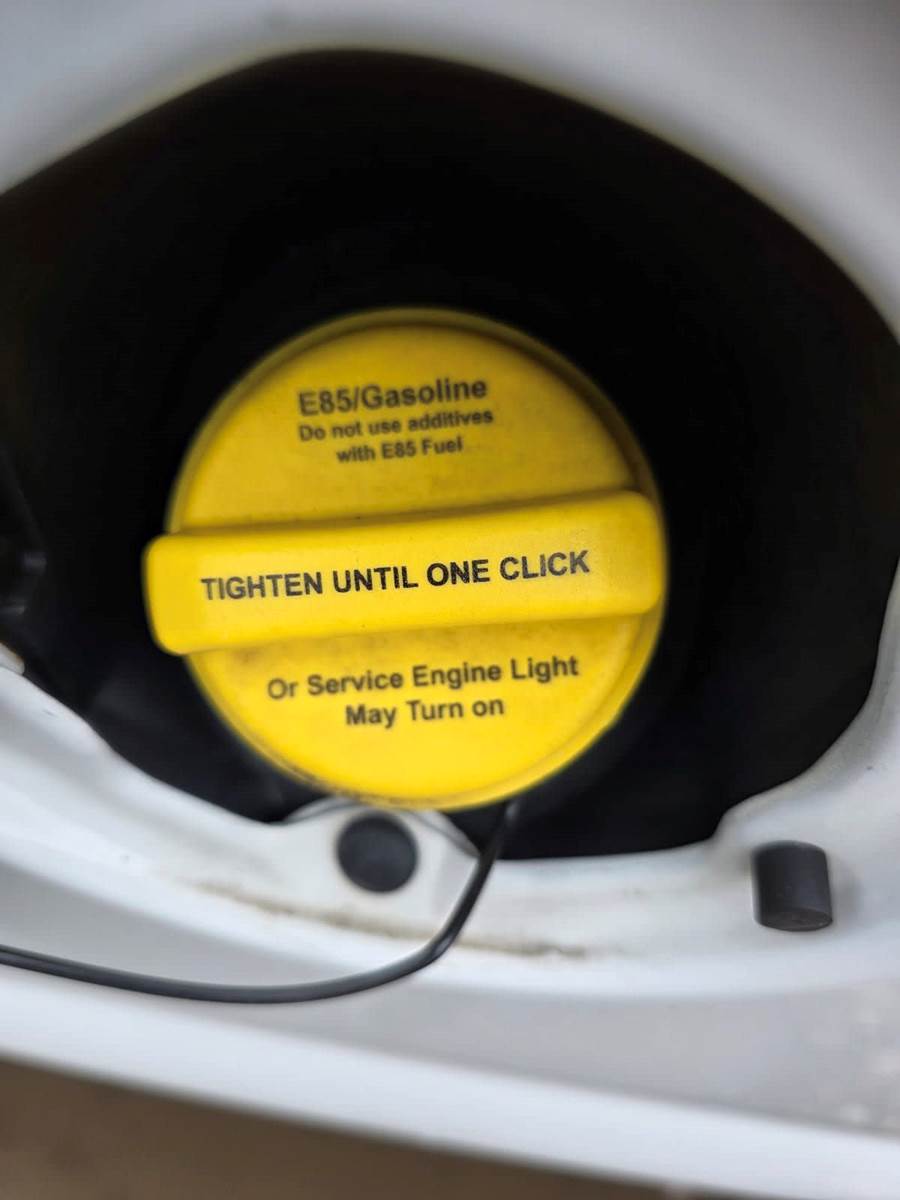 E85/Gasoline
Do not use additives
with E85 Fuel
TIGHTEN UNTIL ONE CLICK
Or Service Engine Light
May Turn on